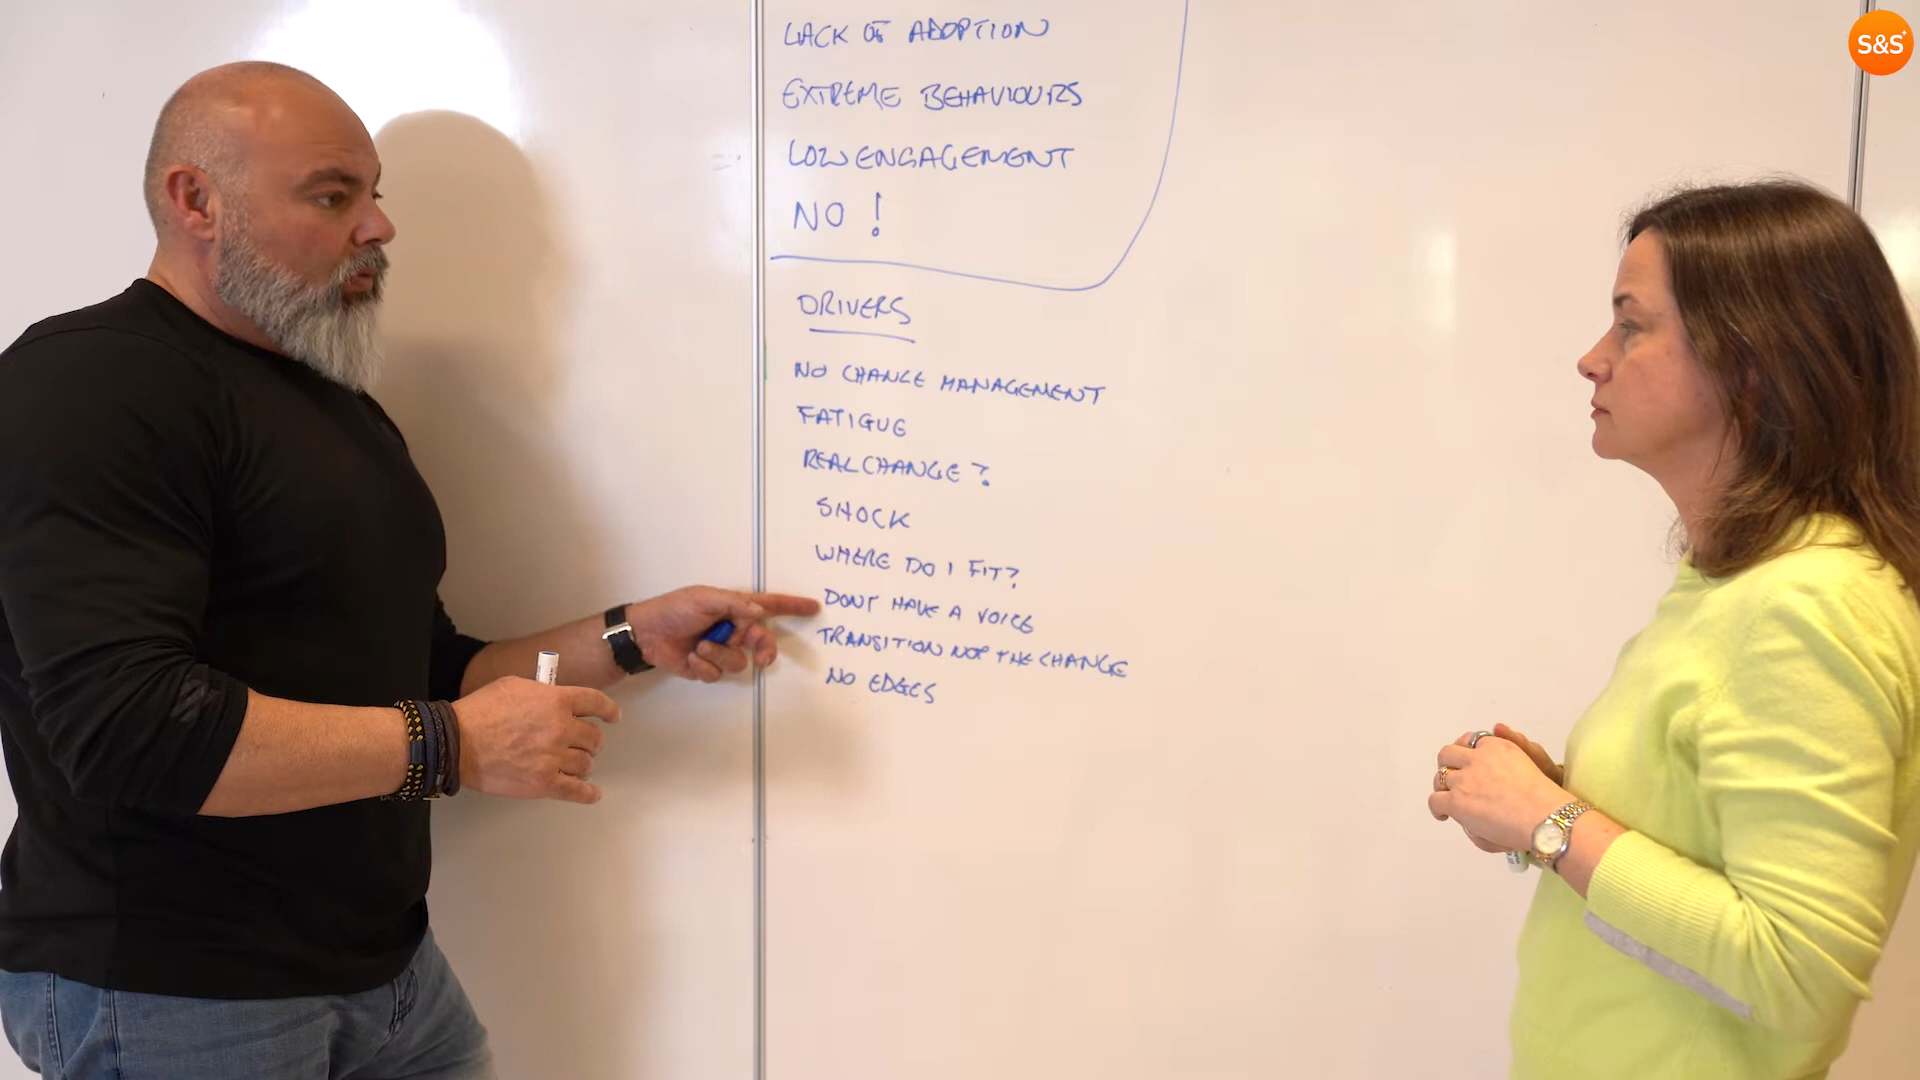 LACK OF ADOPTION
EXTREME BEHAVIOURS
LOW ENGAGEMENT
NO!
DRIVERS
NO CHANGE MANAGEMENT
FATIGUE
REAL CHANGE?
SHOCK
WHERE DO I FIT?
DONT HAVE A VOICE
TRANSITION NOT THE CHANGE
NO EDGES
S&S+